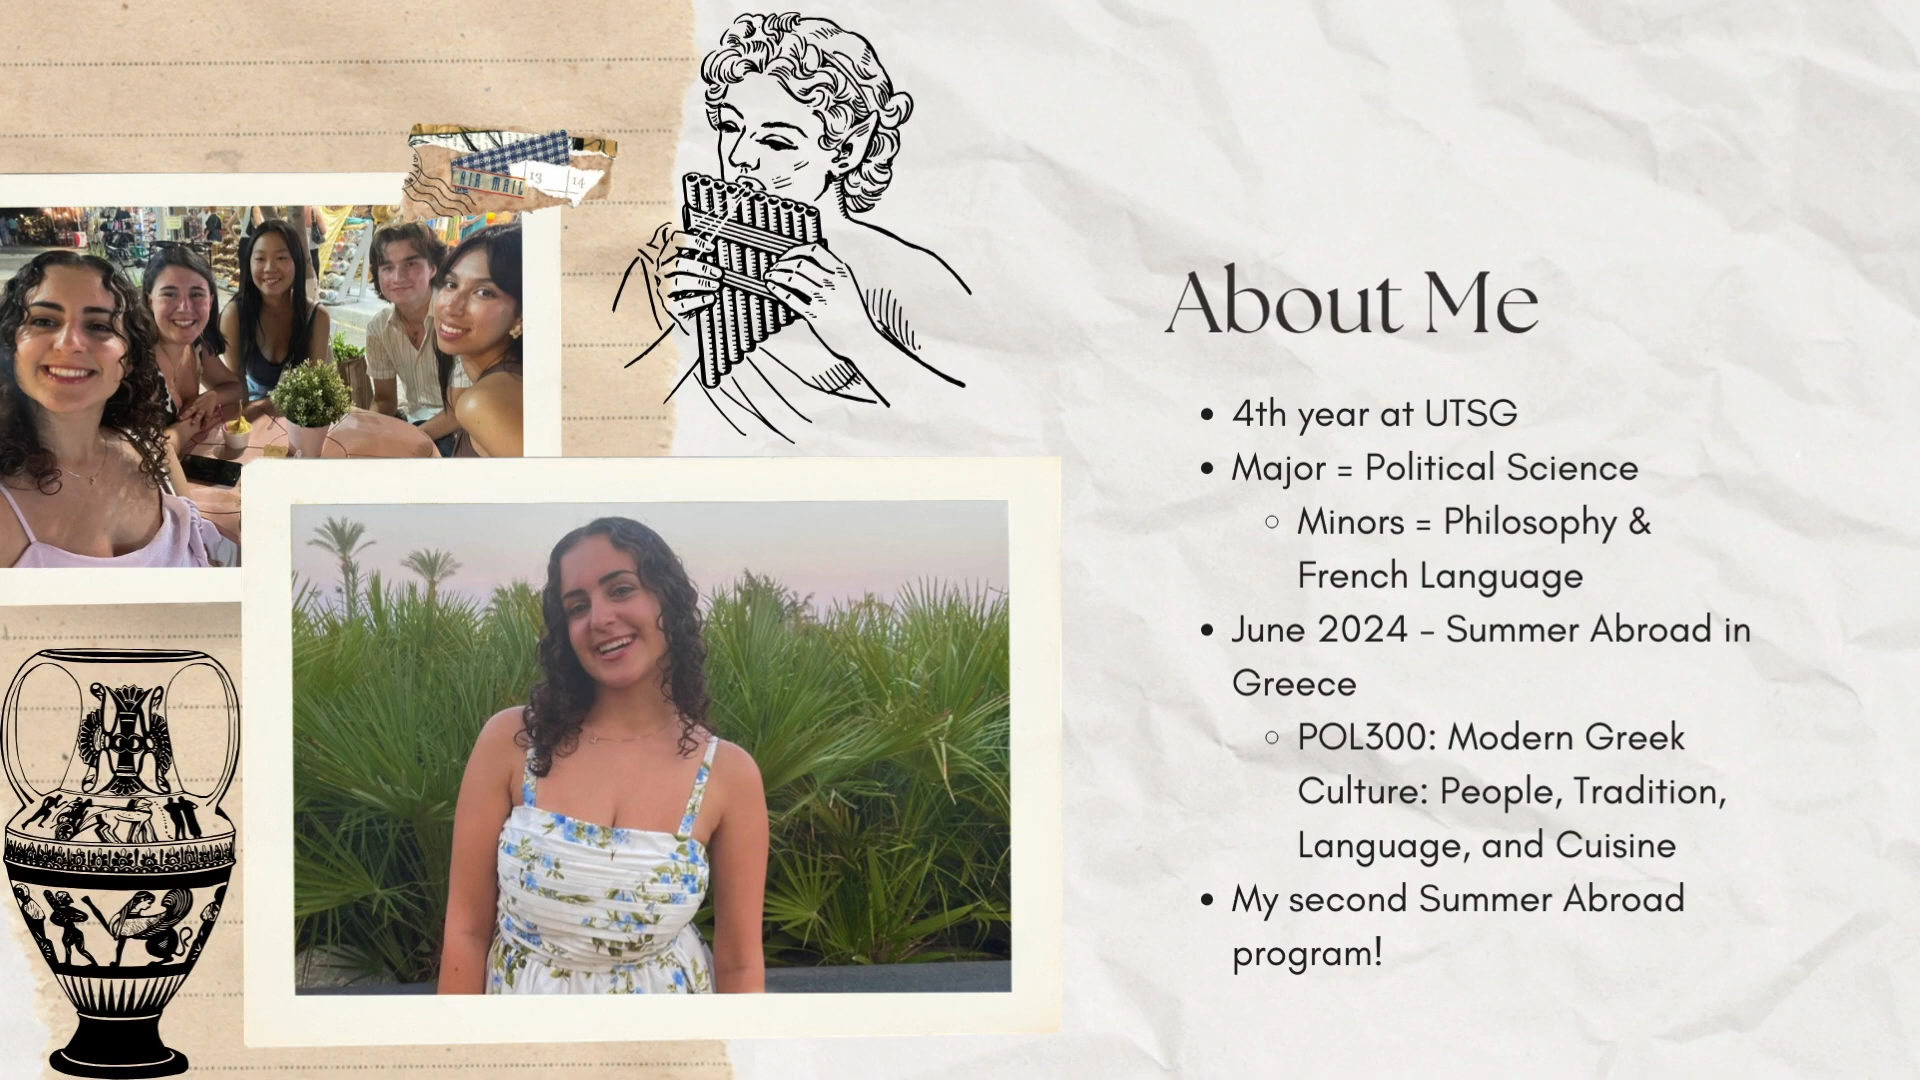 AIR MAIL
13
14
About Me
• 4th year at UTSG
• Major = Political Science
○ Minors = Philosophy &
French Language
• June 2024 - Summer Abroad in
Greece
○ POL300: Modern Greek
Culture: People, Tradition,
Language, and Cuisine
• My second Summer Abroad
program!